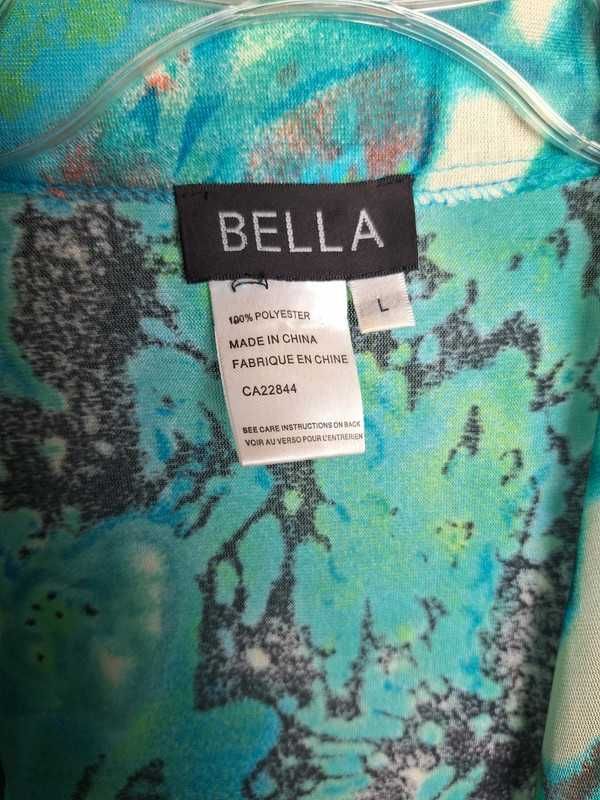 BELLA
L
100% POLYESTER
MADE IN CHINA
FABRIQUE EN CHINE
CA22844
SEE CARE INSTRUCTIONS ON BACK
VOIR AU VERSO POUR L'ENTRERIEN